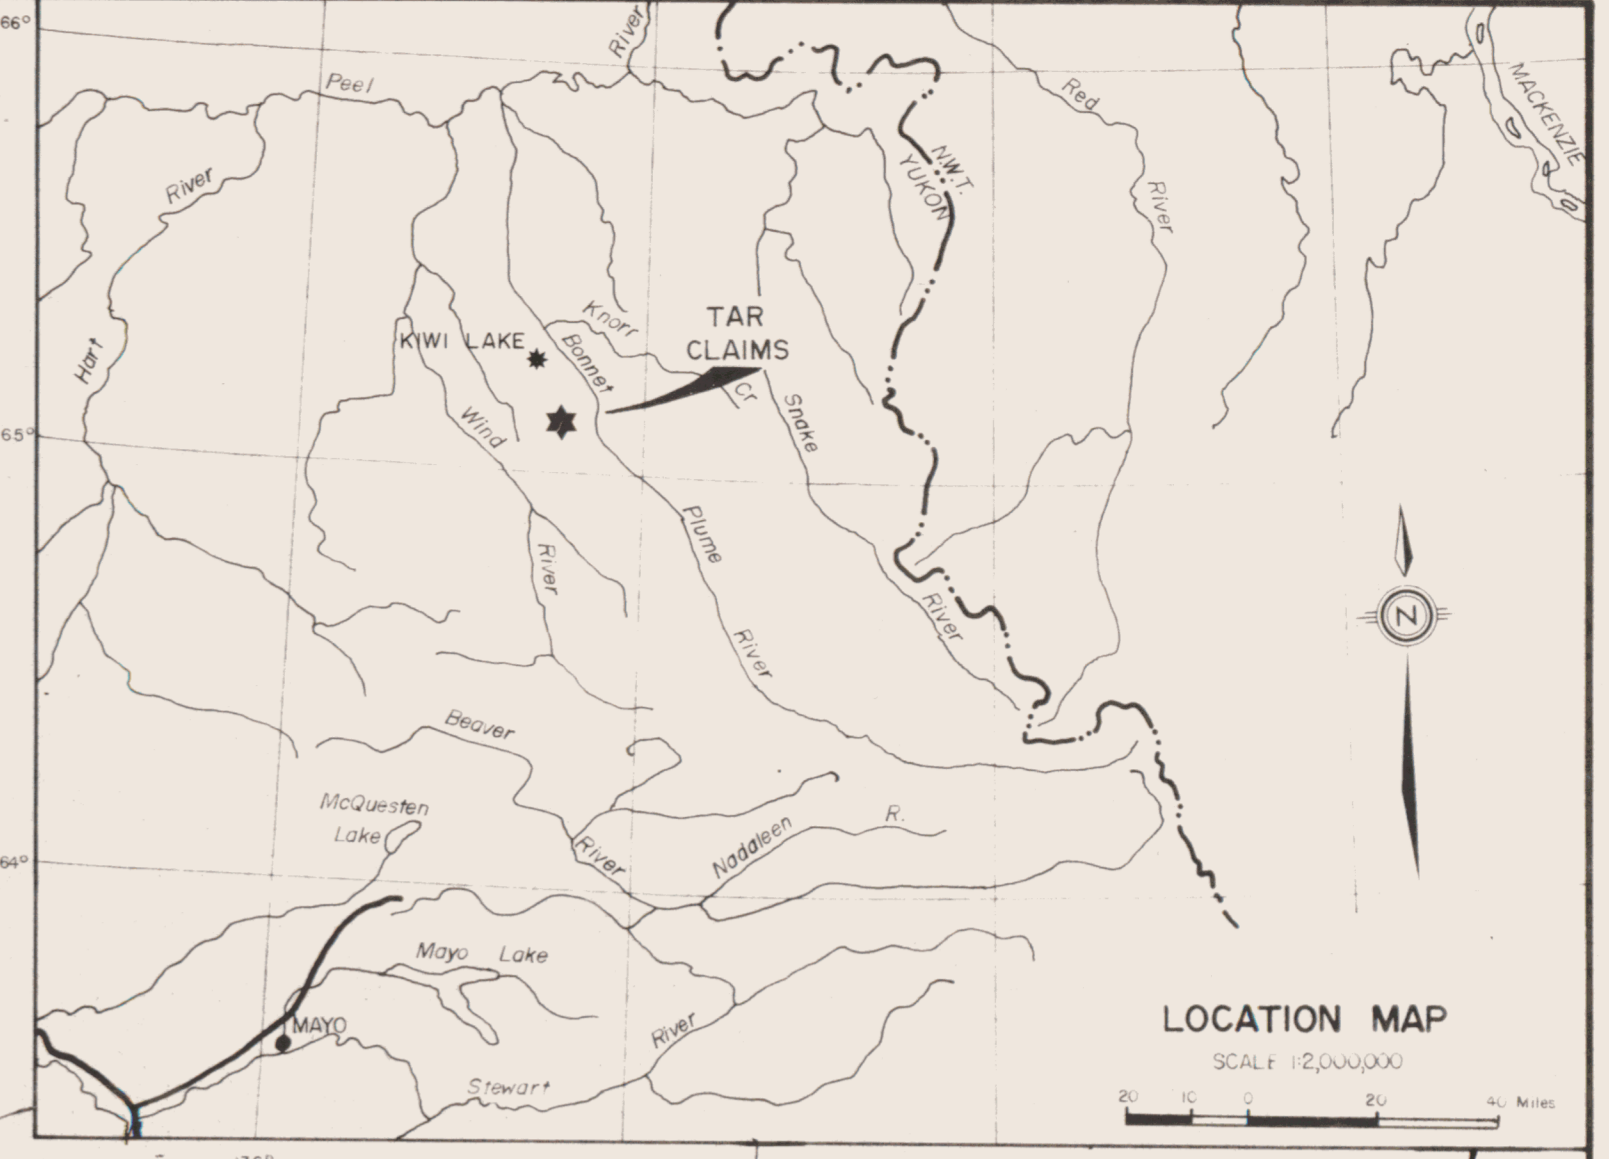 66°
River
Peel
Red
MACKENZIE
River
N.W.T.
YUKON
River
Knorr
TAR
CLAIMS
KIWI LAKE
Hart
Bonnet
Cr
Snake
Wind
65°
Plume
River
River
River
N
Beaver
McQuesten
Lake
R.
Nadaleen
River
64°
Mayo Lake
MAYO
River
Stewart
LOCATION MAP
SCALE 1:2,000,000
20 10 0 20 40 Miles